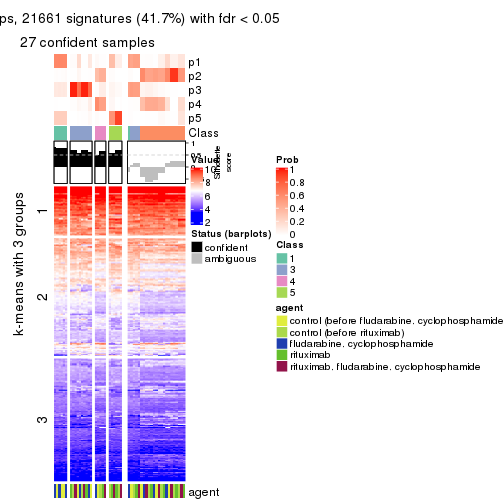 ps, 21661 signatures (41.7%) with fdr < 0.05
27 confident samples
p1
p2
p3
p4
p5
Class
1
0.5
0
Silhouette
score
Value
10
8
6
4
2
Status (barplots)
confident
ambiguous
Prob
1
0.8
0.6
0.4
0.2
0
Class
1
3
4
5
agent
control (before fludarabine. cyclophosphamide
control (before rituximab)
fludarabine. cyclophosphamide
rituximab
rituximab. fludarabine. cyclophosphamide
k-means with 3 groups
1
2
3
agent